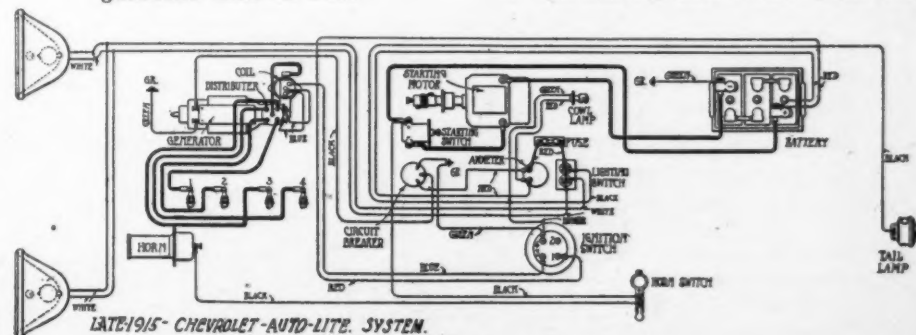 WHITE
GR.
GREEN
COIL
DISTRIBUTER
GENERATOR
BLUE
BLACK
1 2 3 4
HORN
WHITE
STARTING
MOTOR
STARTING
SWITCH
GREEN
RED
COWL
LAMP
AMMETER
RED
FUSE
GR.
RED
LIGHTING
SWITCH
BLACK
WHITE
CIRCUIT
BREAKER
GREEN
IGNITION
SWITCH
BLUE
RED
BLACK
BLACK
HORN SWITCH
GR.
GREEN
RED
BATTERY
BLACK
TAIL
LAMP
LATE-1915- CHEVROLET-AUTO-LITE. SYSTEM.